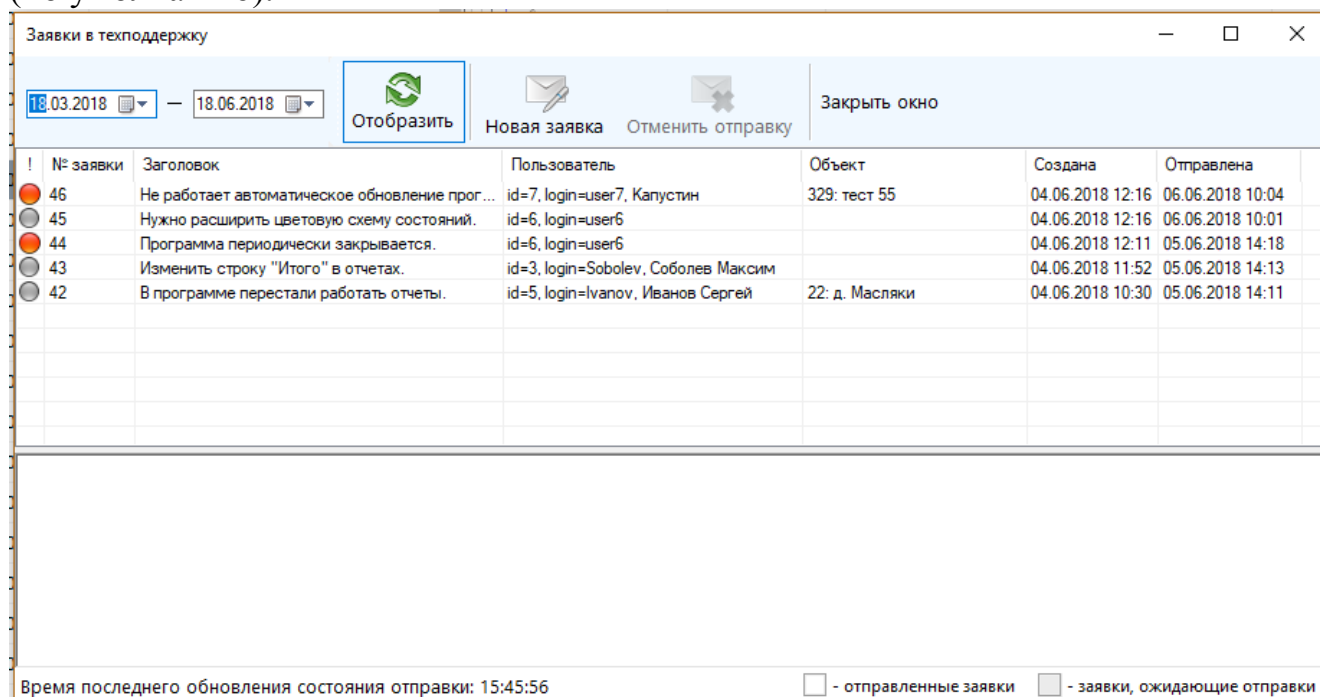 Заявки в техподдержку
18.03.2018 — 18.06.2018 Отобразить Новая заявка Отменить отправку Закрыть окно
! № заявки Заголовок Пользователь Объект Создана Отправлена
46 Не работает автоматическое обновление прог... id=7, login=user7, Капустин 329: тест 55 04.06.2018 12:16 06.06.2018 10:04
45 Нужно расширить цветовую схему состояний. id=6, login=user6 04.06.2018 12:16 06.06.2018 10:01
44 Программа периодически закрывается. id=6, login=user6 04.06.2018 12:11 05.06.2018 14:18
43 Изменить строку "Итого" в отчетах. id=3, login=Sobolev, Соболев Максим 04.06.2018 11:52 05.06.2018 14:13
42 В программе перестали работать отчеты. id=5, login=Ivanov, Иванов Сергей 22: д. Масляки 04.06.2018 10:30 05.06.2018 14:11
Время последнего обновления состояния отправки: 15:45:56 - отправленные заявки - заявки, ожидающие отправки